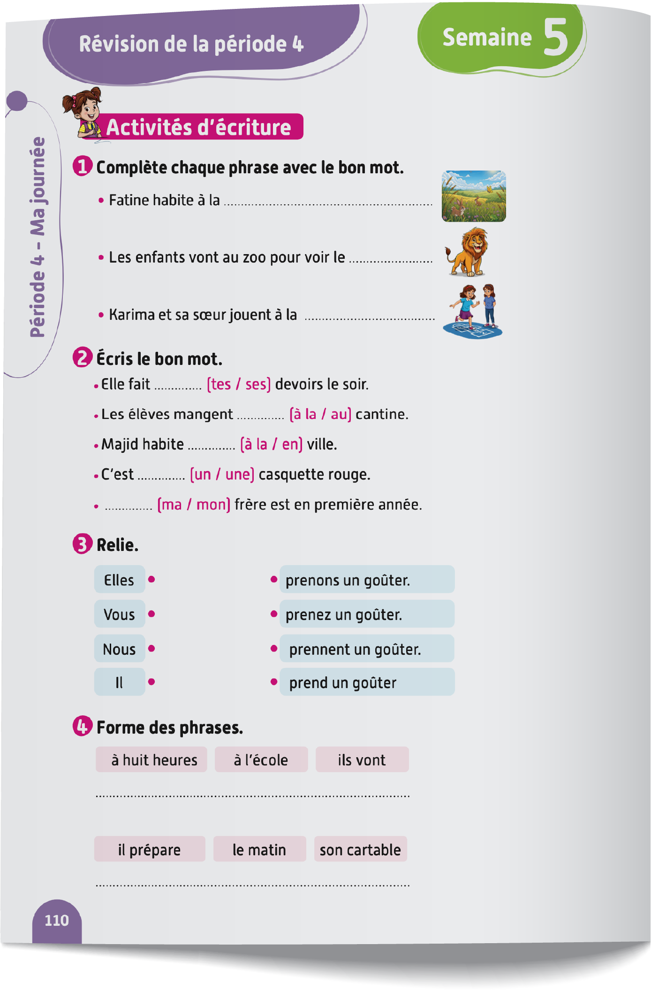 Révision de la période 4
Semaine 5
Période 4 - Ma journée
Activités d'écriture
1 Complète chaque phrase avec le bon mot.
• Fatine habite à la ......................................................
• Les enfants vont au zoo pour voir le ......................
• Karima et sa sœur jouent à la ..................................
2 Écris le bon mot.
• Elle fait .............. (tes / ses) devoirs le soir.
• Les élèves mangent .............. (à la / au) cantine.
• Majid habite .............. (à la / en) ville.
• C'est .............. (un / une) casquette rouge.
• .............. (ma / mon) frère est en première année.
3 Relie.
Elles • • prenons un goûter.
Vous • • prenez un goûter.
Nous • • prennent un goûter.
Il • • prend un goûter
4 Forme des phrases.
à huit heures à l'école ils vont
..................................................................................
il prépare le matin son cartable
..................................................................................
110